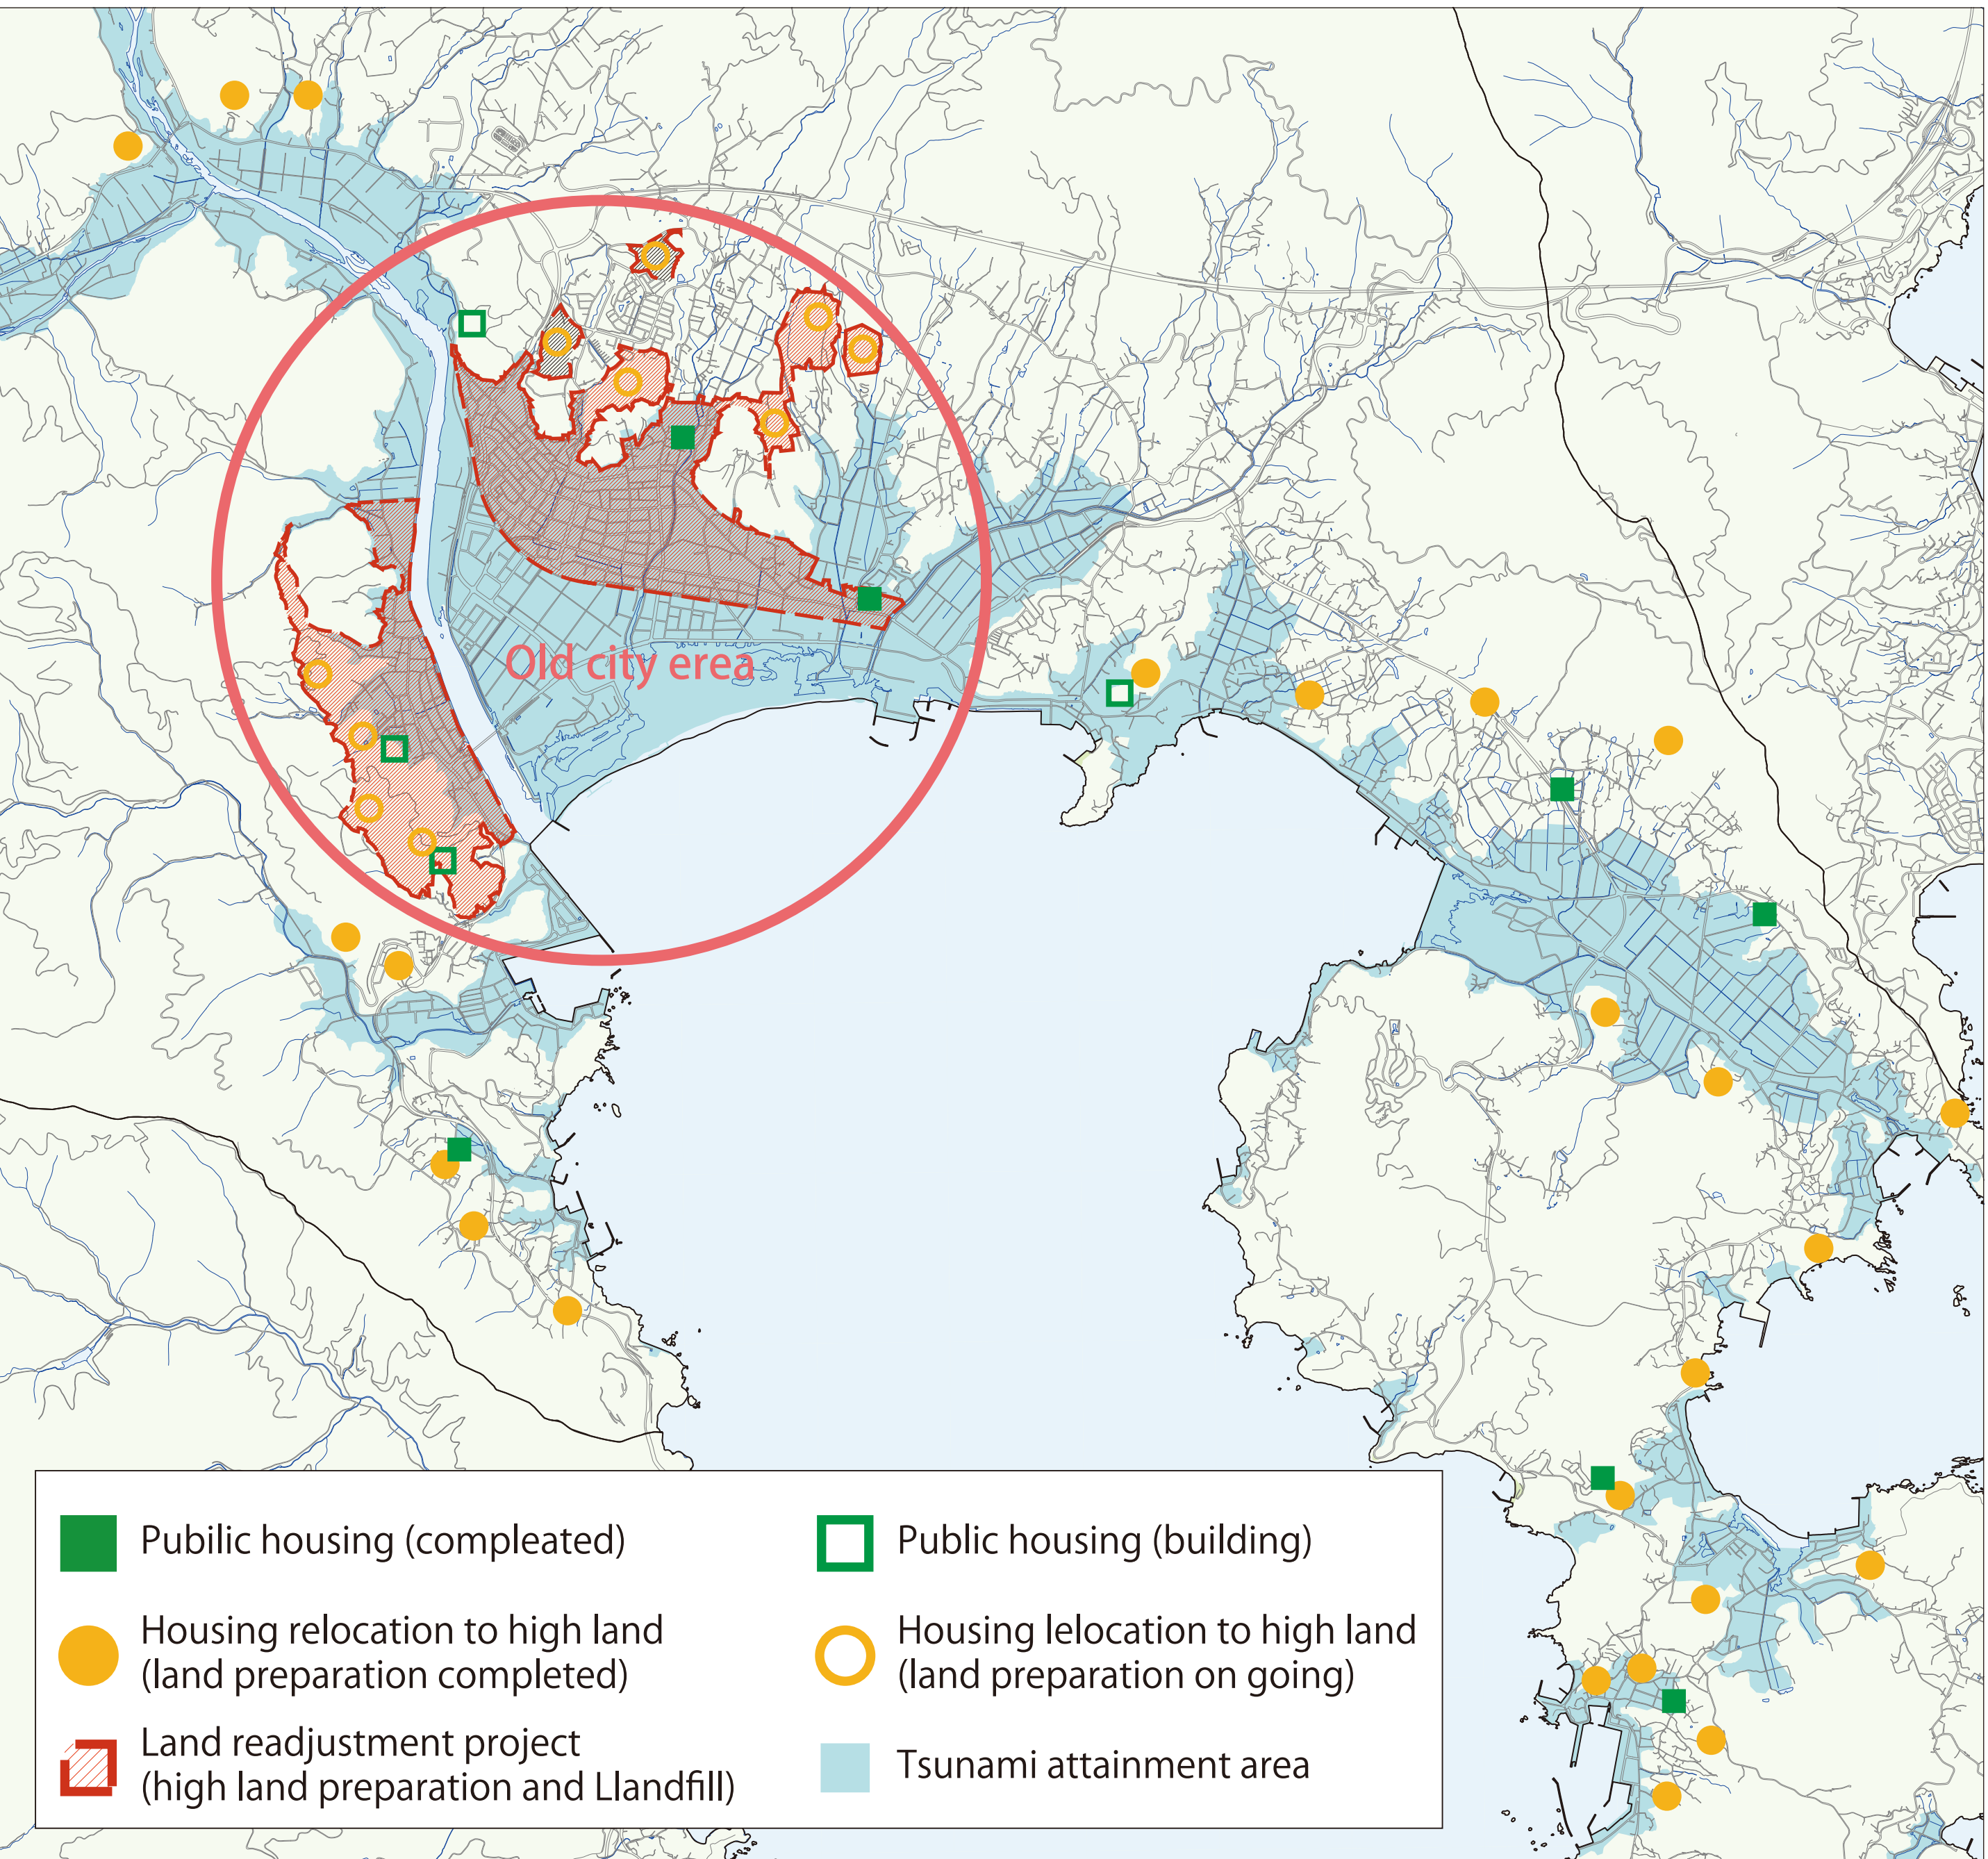 Old city erea
Pubilic housing (compleated)
Public housing (building)
Housing relocation to high land
(land preparation completed)
Housing lelocation to high land
(land preparation on going)
Land readjustment project
(high land preparation and Llandfill)
Tsunami attainment area